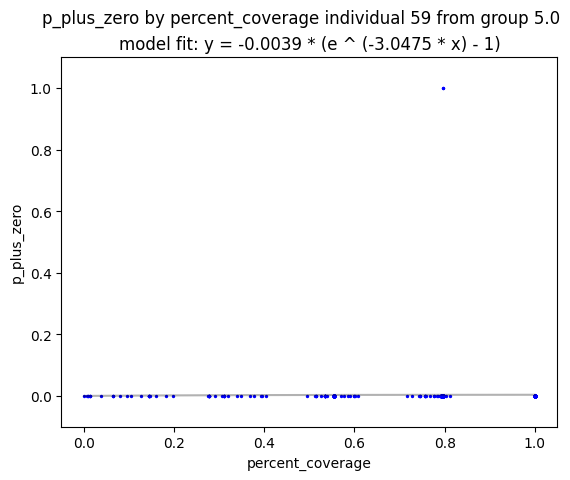 p_plus_zero by percent_coverage individual 59 from group 5.0
model fit: y = -0.0039 * (e ^ (-3.0475 * x) - 1)
1.0
0.8
0.6
0.4
0.2
0.0
p_plus_zero
0.0 0.2 0.4 0.6 0.8 1.0
percent_coverage